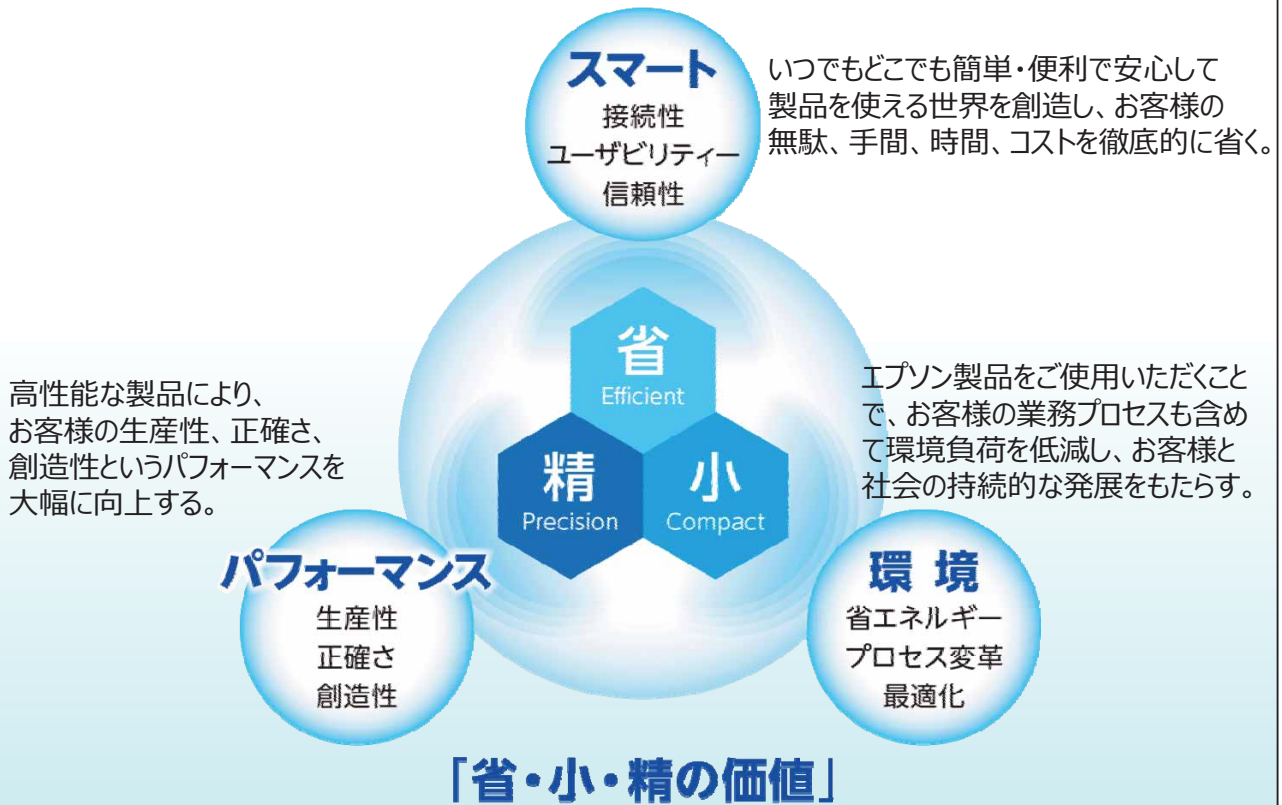 スマート
接続性
ユーザビリティー
信頼性
いつでもどこでも簡単・便利で安心して
製品を使える世界を創造し、お客様の
無駄、手間、時間、コストを徹底的に省く。
省
Efficient
精
Precision
小
Compact
高性能な製品により、
お客様の生産性、正確さ、
創造性というパフォーマンスを
大幅に向上する。
エプソン製品をご使用いただくこと
で、お客様の業務プロセスも含め
て環境負荷を低減し、お客様と
社会の持続的な発展をもたらす。
パフォーマンス
生産性
正確さ
創造性
環境
省エネルギー
プロセス変革
最適化
「省・小・精の価値」